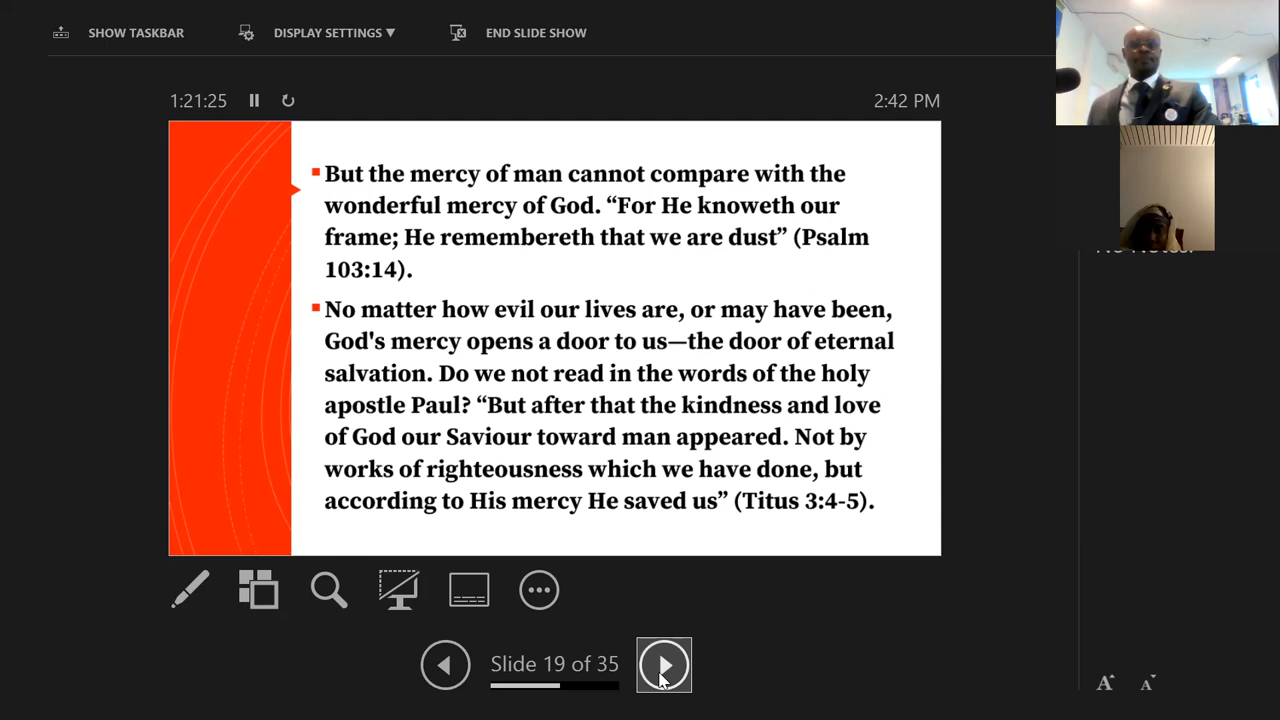 SHOW TASKBAR
DISPLAY SETTINGS ▼
END SLIDE SHOW
1:21:25
2:42 PM
▪But the mercy of man cannot compare with the
wonderful mercy of God. “For He knoweth our
frame; He remembereth that we are dust” (Psalm
103:14).
▪No matter how evil our lives are, or may have been,
God's mercy opens a door to us—the door of eternal
salvation. Do we not read in the words of the holy
apostle Paul? “But after that the kindness and love
of God our Saviour toward man appeared. Not by
works of righteousness which we have done, but
according to His mercy He saved us” (Titus 3:4-5).
Slide 19 of 35
A A